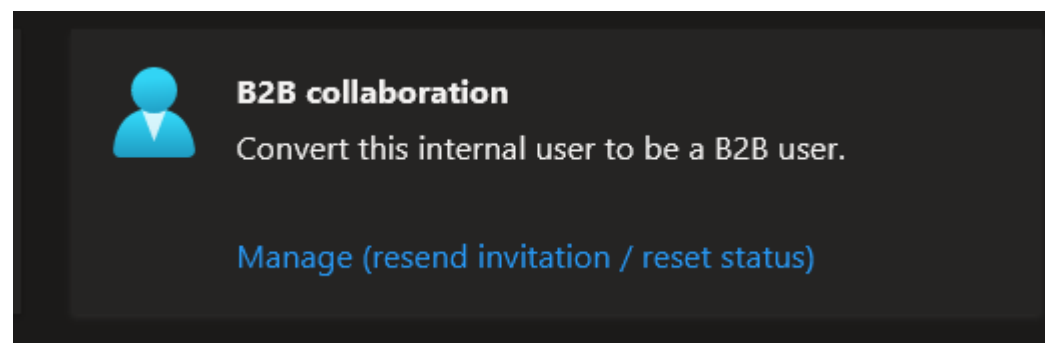 B2B collaboration
Convert this internal user to be a B2B user.
Manage (resend invitation / reset status)